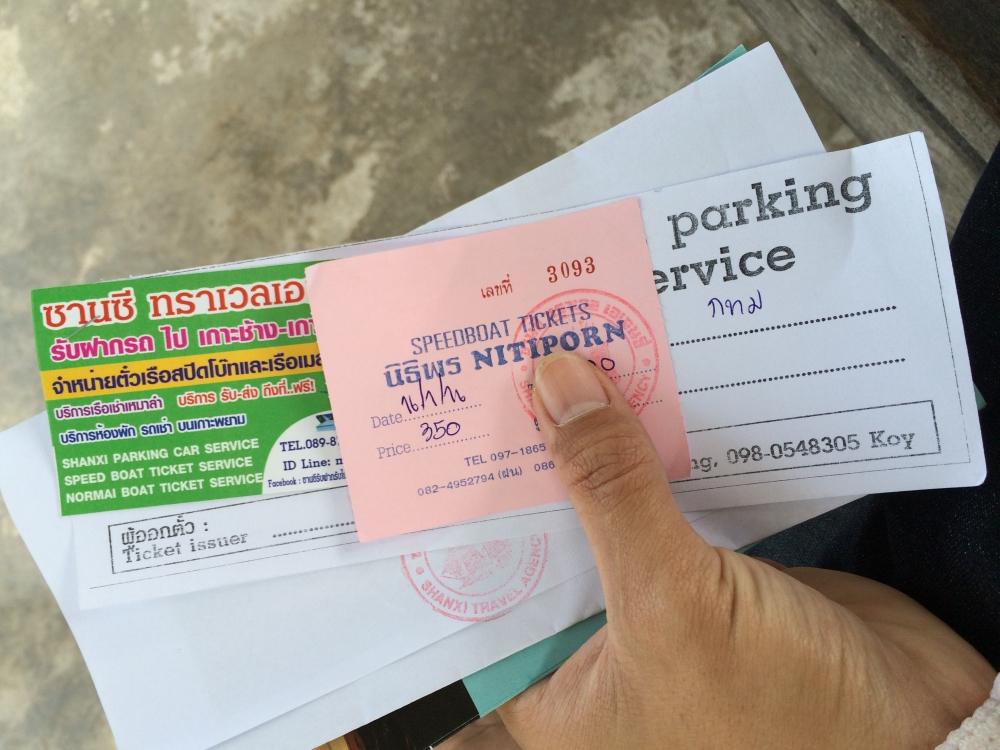 parking
ervice
กทม
ซานซี ทราเวลเอ
รับฝากรถ ไป เกาะช้าง-เกา
จำหน่ายตั๋วเรือสปีดโบ๊ทและเรือเม
บริการเรือเช่าเหมาลำ บริการ รับ-ส่ง ถึงที่..ฟรี!
บริการห้องพัก รถเช่า บนเกาะพยาม
SHANXI PARKING CAR SERVICE
SPEED BOAT TICKET SERVICE
NORMAI BOAT TICKET SERVICE
TEL.089-8
ID Line:
Facebook :
เลขที่ 3093
SPEEDBOAT TICKETS
นิธิพร NITIPORN
Date
Price 350
TEL 097-1865
082-4952794 (ฝน) 086
ng, 098-0548305 Koy
ผู้ออกตั๋ว :
Ticket issuer
SHANXI TRAVEL AGENC